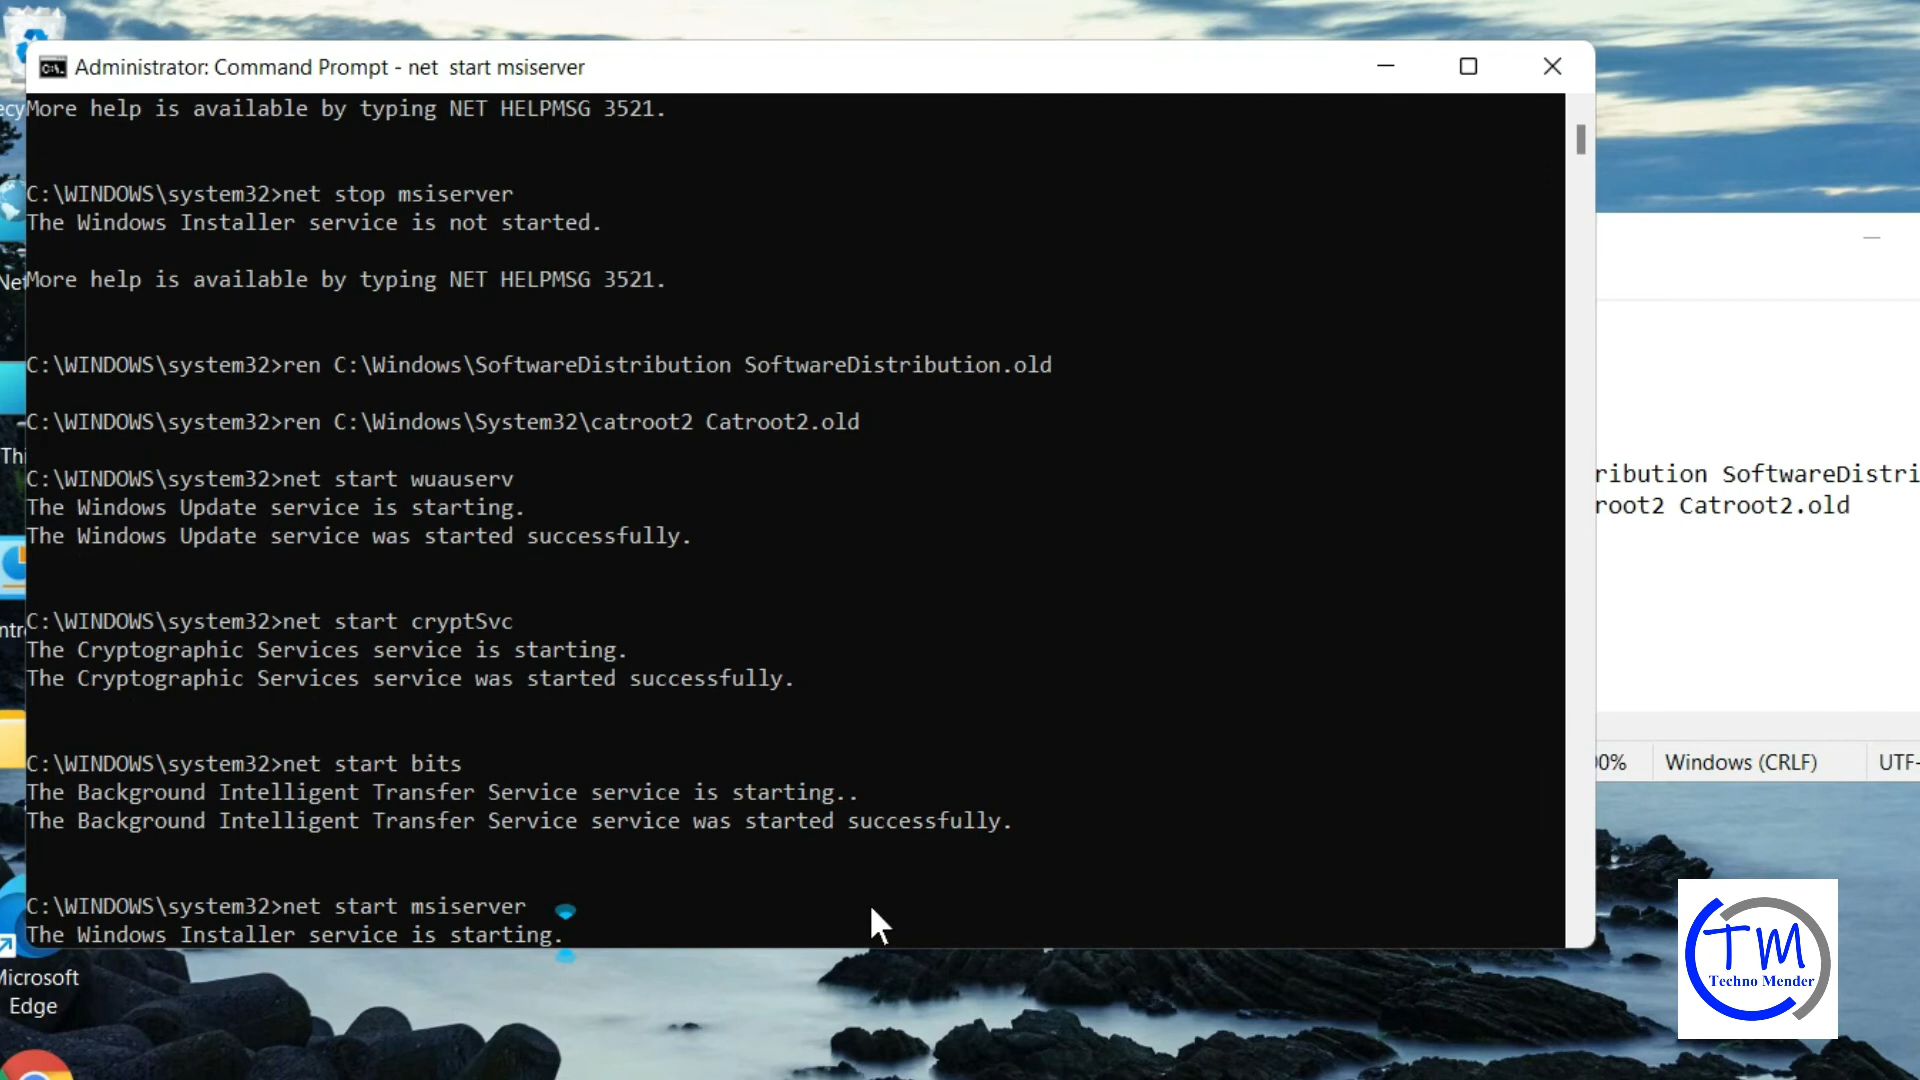 Administrator: Command Prompt - net  start msiserver
More help is available by typing NET HELPMSG 3521.
C:\WINDOWS\system32>net stop msiserver
The Windows Installer service is not started.
More help is available by typing NET HELPMSG 3521.
C:\WINDOWS\system32>ren C:\Windows\SoftwareDistribution SoftwareDistribution.old
C:\WINDOWS\system32>ren C:\Windows\System32\catroot2 Catroot2.old
C:\WINDOWS\system32>net start wuauserv
The Windows Update service is starting.
The Windows Update service was started successfully.
C:\WINDOWS\system32>net start cryptSvc
The Cryptographic Services service is starting.
The Cryptographic Services service was started successfully.
C:\WINDOWS\system32>net start bits
The Background Intelligent Transfer Service service is starting..
The Background Intelligent Transfer Service service was started successfully.
C:\WINDOWS\system32>net start msiserver
The Windows Installer service is starting.
ribution SoftwareDistri
root2 Catroot2.old
00% Windows (CRLF) UTF-
Microsoft
Edge
TM
Techno Mender